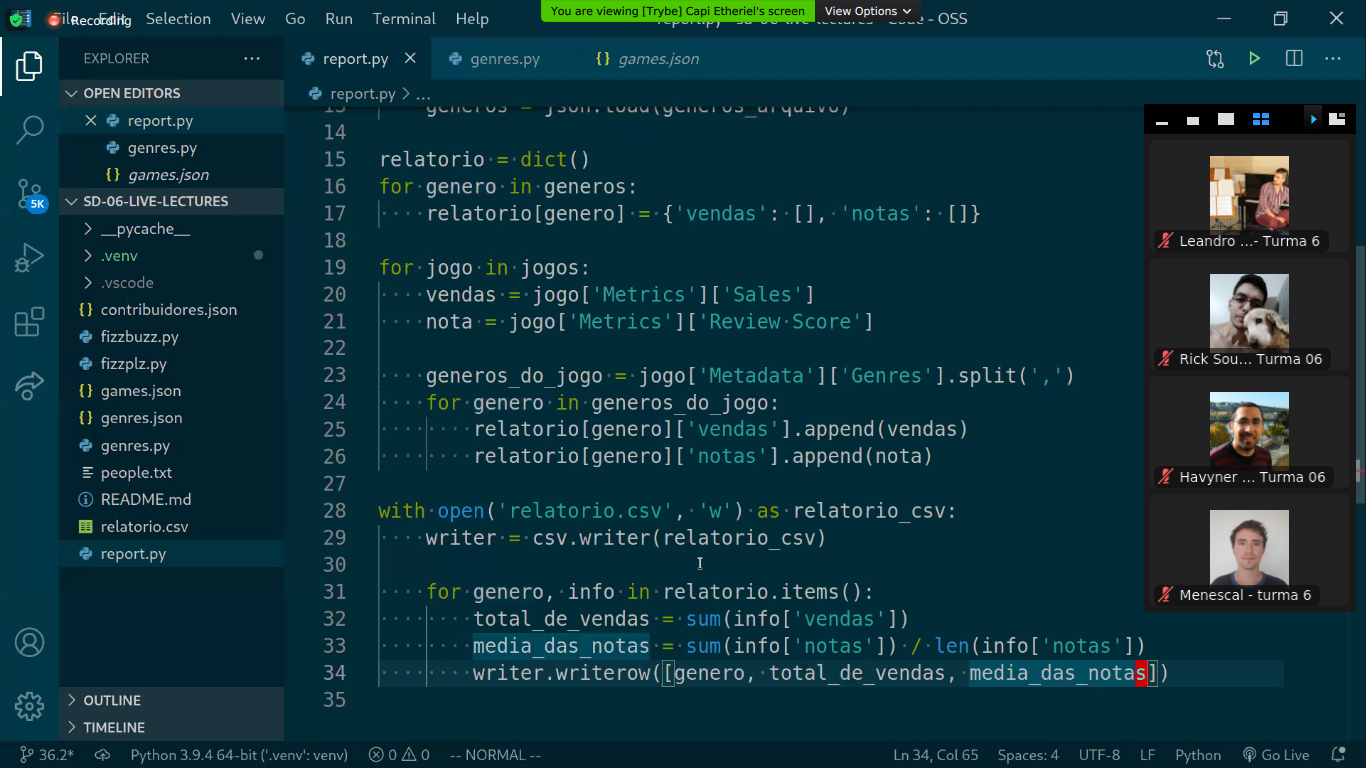 File Edit Selection View Go Run Terminal Help
Recording
You are viewing [Trybe] Capi Etheriel's screen
View Options
Code - OSS
EXPLORER
report.py
genres.py
games.json
OPEN EDITORS
report.py
genres.py
games.json
SD-06-LIVE-LECTURES
__pycache__
.venv
.vscode
contribuidores.json
fizzbuzz.py
fizzplz.py
games.json
genres.json
genres.py
people.txt
README.md
relatorio.csv
report.py
OUTLINE
TIMELINE
5K
report.py > ...
13 generos = json.load(generos_arquivo)
14
15 relatorio = dict()
16 for genero in generos:
17 relatorio[genero] = {'vendas': [], 'notas': []}
18
19 for jogo in jogos:
20 vendas = jogo['Metrics']['Sales']
21 nota = jogo['Metrics']['Review Score']
22
23 generos_do_jogo = jogo['Metadata']['Genres'].split(',')
24 for genero in generos_do_jogo:
25 relatorio[genero]['vendas'].append(vendas)
26 relatorio[genero]['notas'].append(nota)
27
28 with open('relatorio.csv', 'w') as relatorio_csv:
29 writer = csv.writer(relatorio_csv)
30
31 for genero, info in relatorio.items():
32 total_de_vendas = sum(info['vendas'])
33 media_das_notas = sum(info['notas']) / len(info['notas'])
34 writer.writerow([genero, total_de_vendas, media_das_notas])
35
Leandro ...- Turma 6
Rick Sou... Turma 06
Havyner ... Turma 06
Menescal - turma 6
36.2* Python 3.9.4 64-bit ('.venv': venv) 0 0 -- NORMAL -- Ln 34, Col 65 Spaces: 4 UTF-8 LF Python Go Live